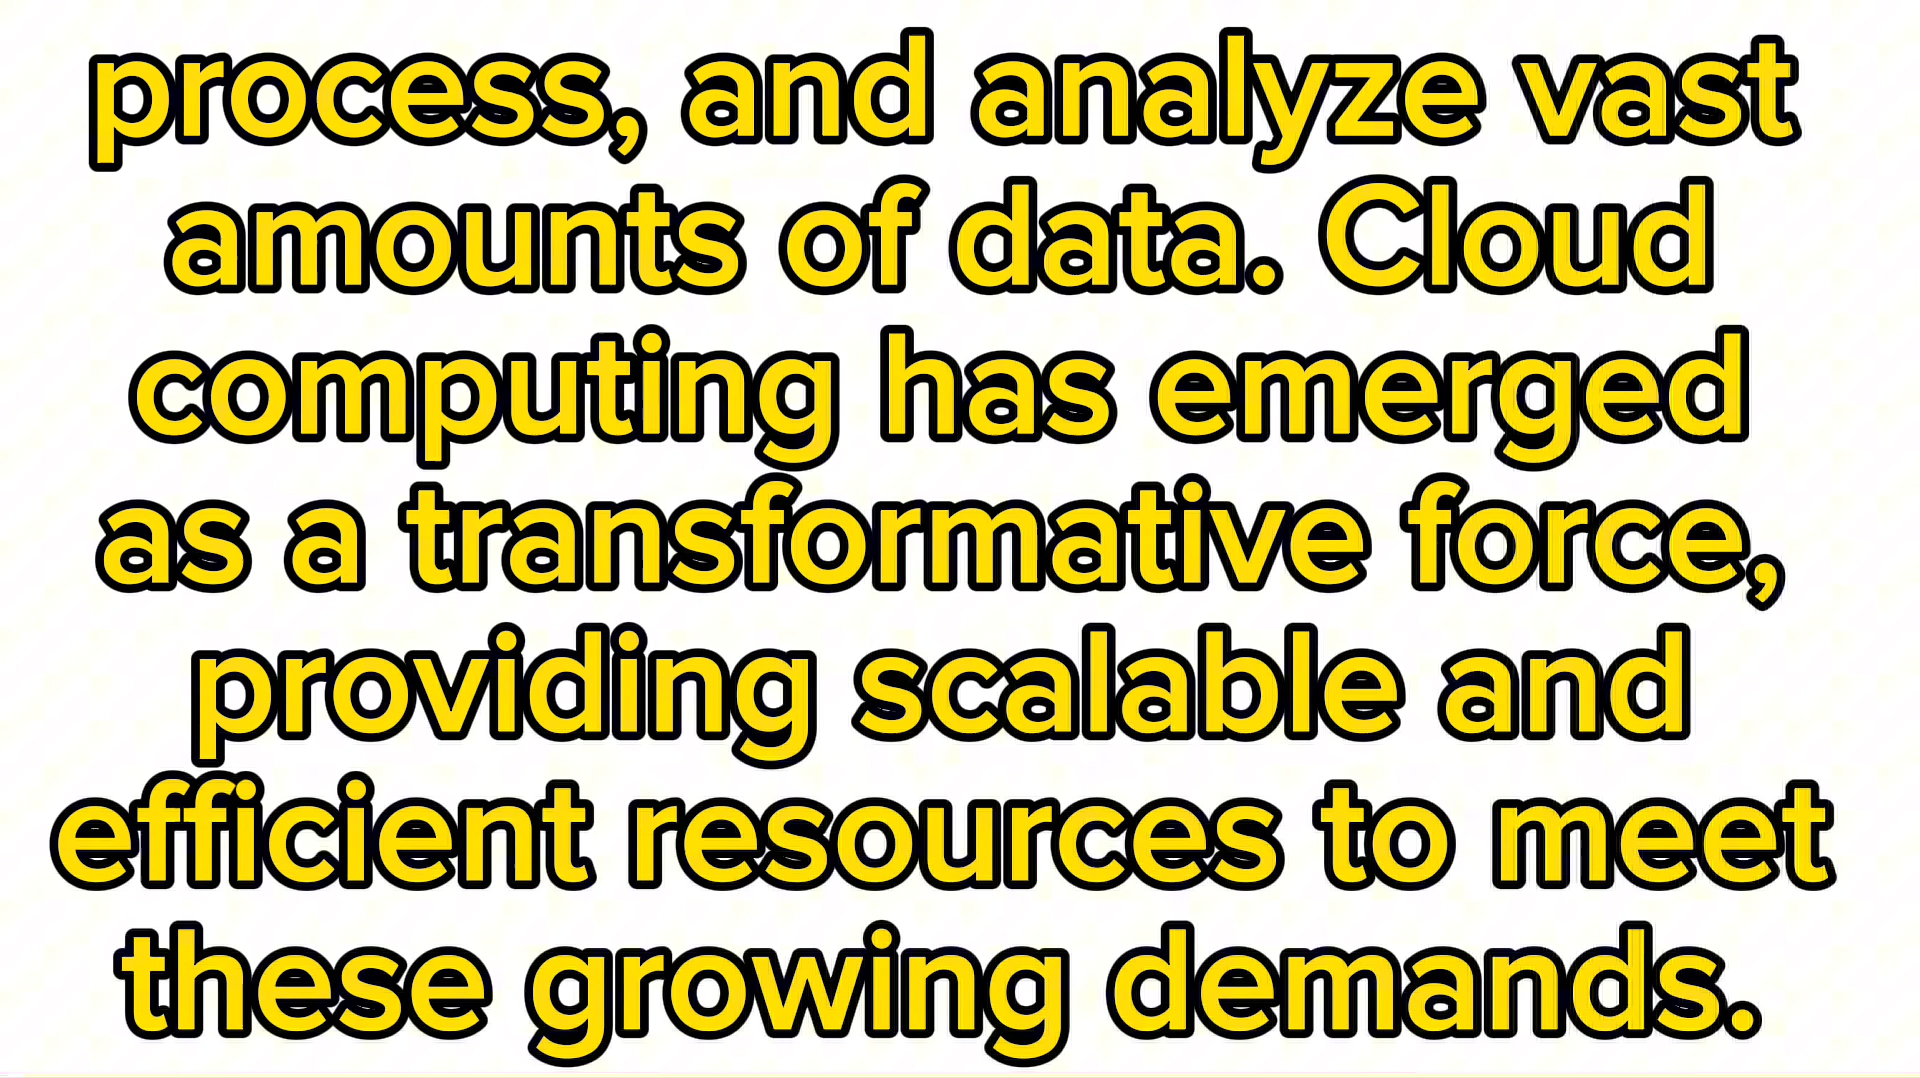 process, and analyze vast
amounts of data. Cloud
computing has emerged
as a transformative force,
providing scalable and
efficient resources to meet
these growing demands.